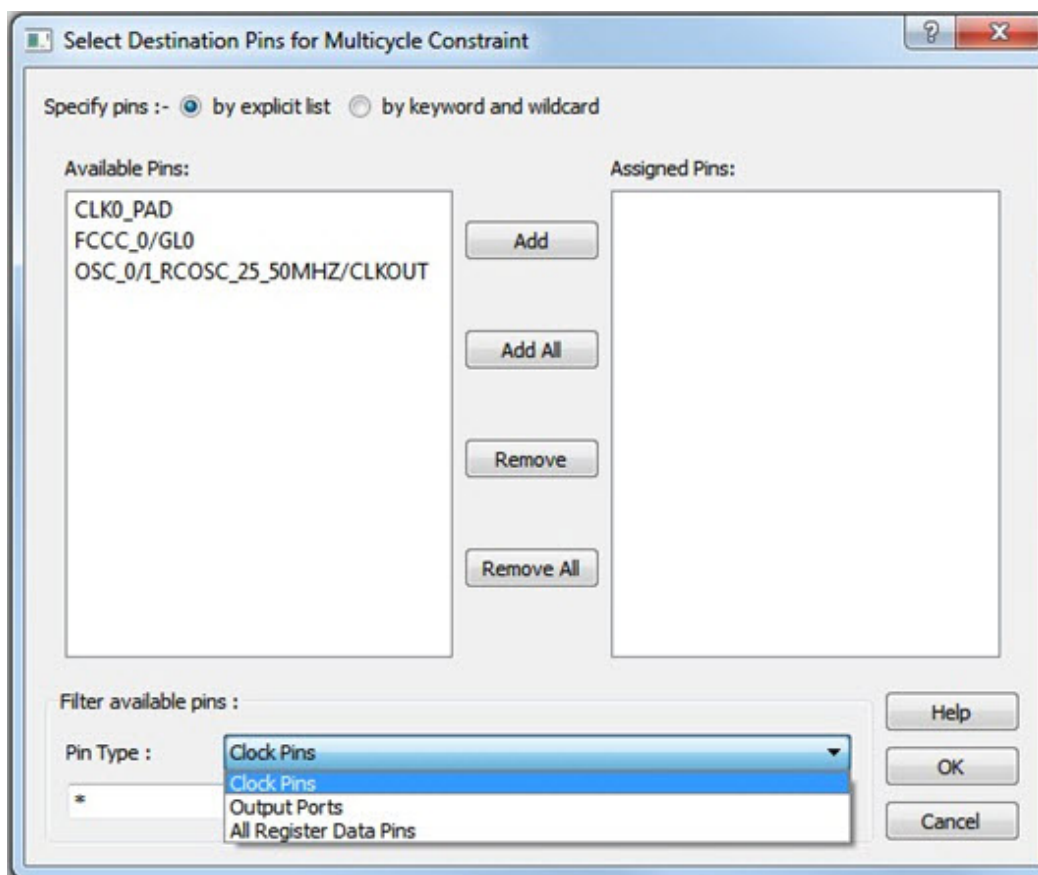 Select Destination Pins for Multicycle Constraint
Specify pins :- by explicit list by keyword and wildcard
Available Pins:
Assigned Pins:
CLK0_PAD
FCCC_0/GL0
OSC_0/I_RCOSC_25_50MHZ/CLKOUT
Add
Add All
Remove
Remove All
Filter available pins :
Pin Type :
Clock Pins
Clock Pins
Output Ports
All Register Data Pins
*
Help
OK
Cancel